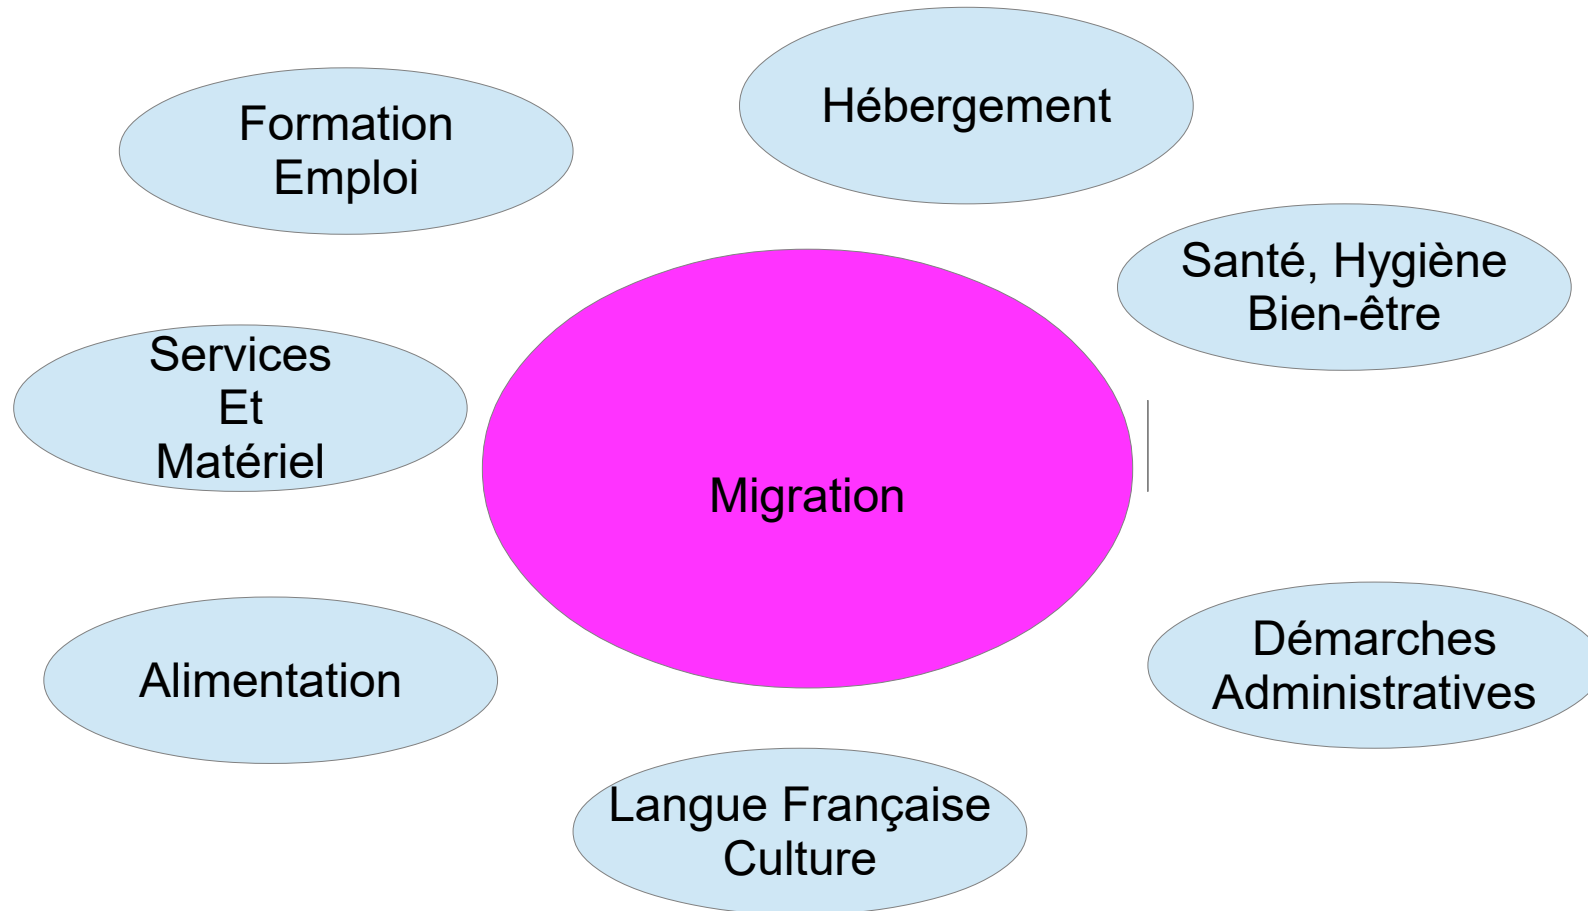 Hébergement
Formation
Emploi
Santé, Hygiène
Bien-être
Services
Et
Matériel
Migration
Alimentation
Démarches
Administratives
Langue Française
Culture